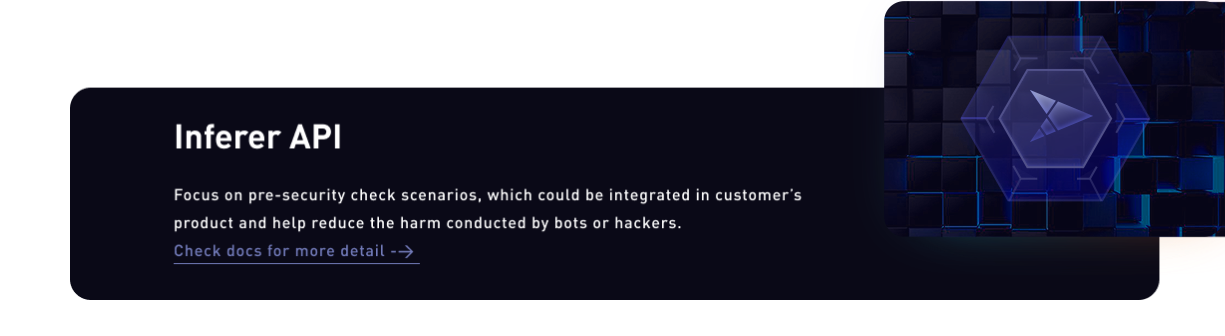 Inferer API
Focus on pre-security check scenarios, which could be integrated in customer's
product and help reduce the harm conducted by bots or hackers.
Check docs for more detail -->